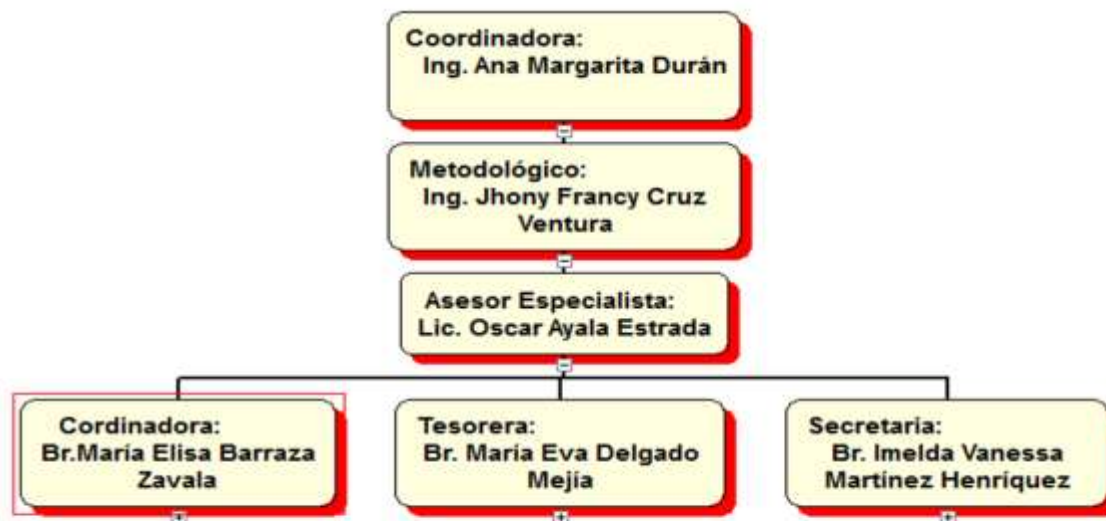 Coordinadora:
Ing. Ana Margarita Durán
Metodológico:
Ing. Jhony Francy Cruz
Ventura
Asesor Especialista:
Lic. Oscar Ayala Estrada
Cordinadora:
Br.María Elisa Barraza
Zavala
Tesorera:
Br. María Eva Delgado
Mejía
Secretaria:
Br. Imelda Vanessa
Martínez Henríquez